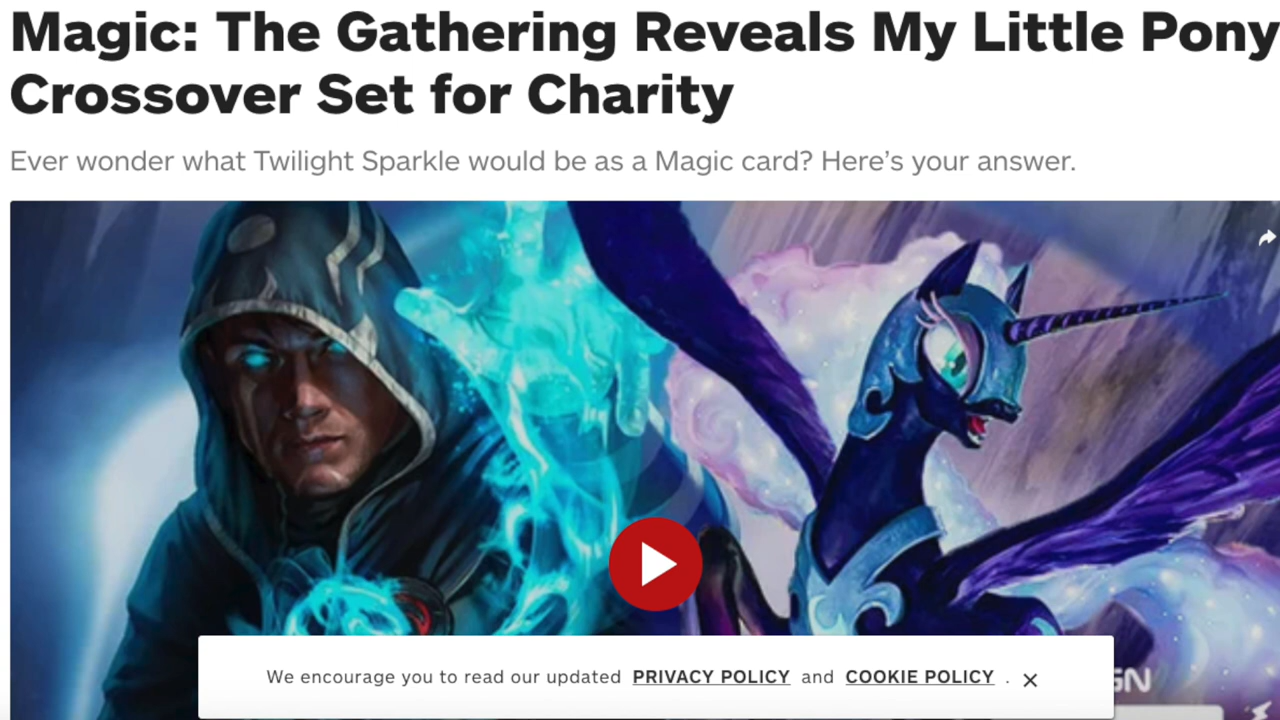 Magic: The Gathering Reveals My Little Pony
Crossover Set for Charity
Ever wonder what Twilight Sparkle would be as a Magic card? Here’s your answer.
We encourage you to read our updated PRIVACY POLICY and COOKIE POLICY . ×